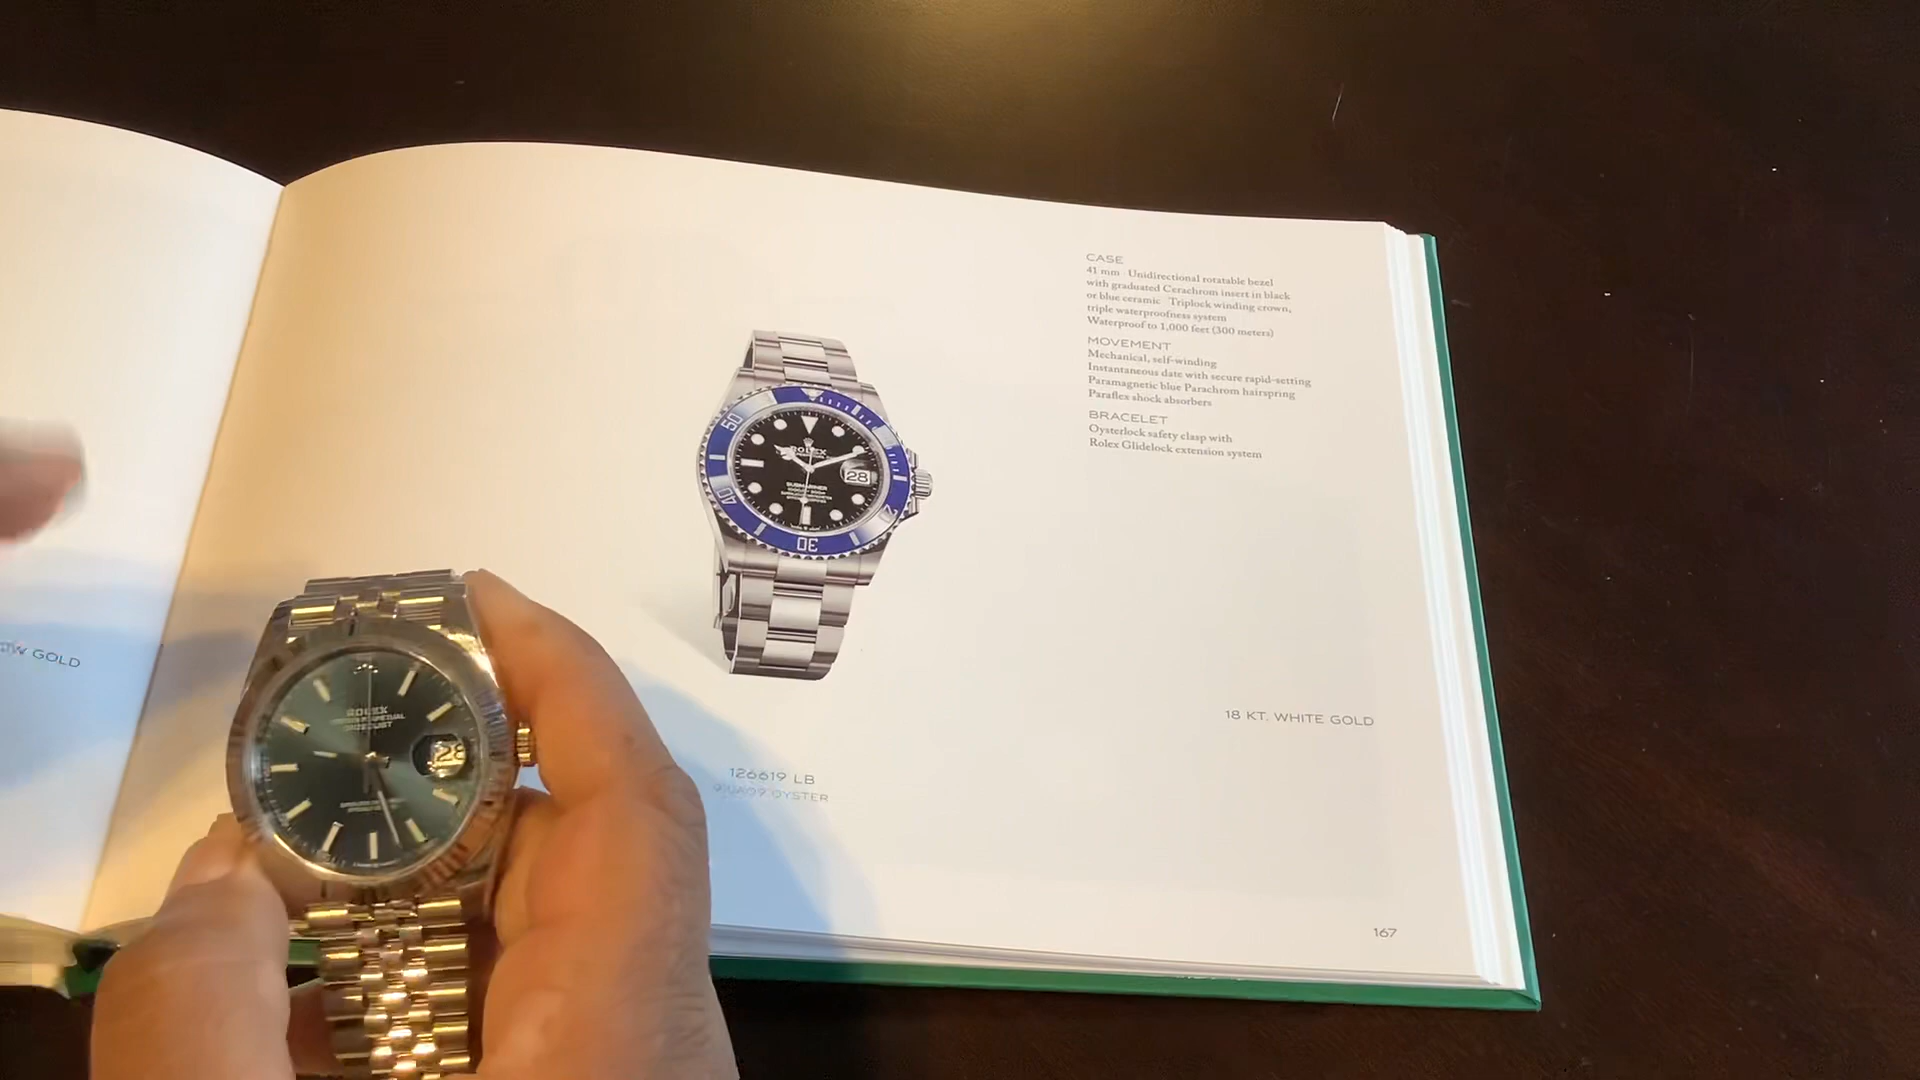 GOLD
CASE
41 mm Unidirectional rotatable bezel
with graduated Cerachrom insert in black
or blue ceramic Triplock winding crown,
triple waterproofness system
Waterproof to 1,000 feet (300 meters)
MOVEMENT
Mechanical, self-winding
Instantaneous date with secure rapid-setting
Paramagnetic blue Parachrom hairspring
Paraflex shock absorbers
BRACELET
Oysterlock safety clasp with
Rolex Glidelock extension system
50
40
30
ROLEX
28
SUBMARINER
18 KT. WHITE GOLD
126619 LB
OYSTER
167
ROLEX
PERPETUAL
DATEJUST
28